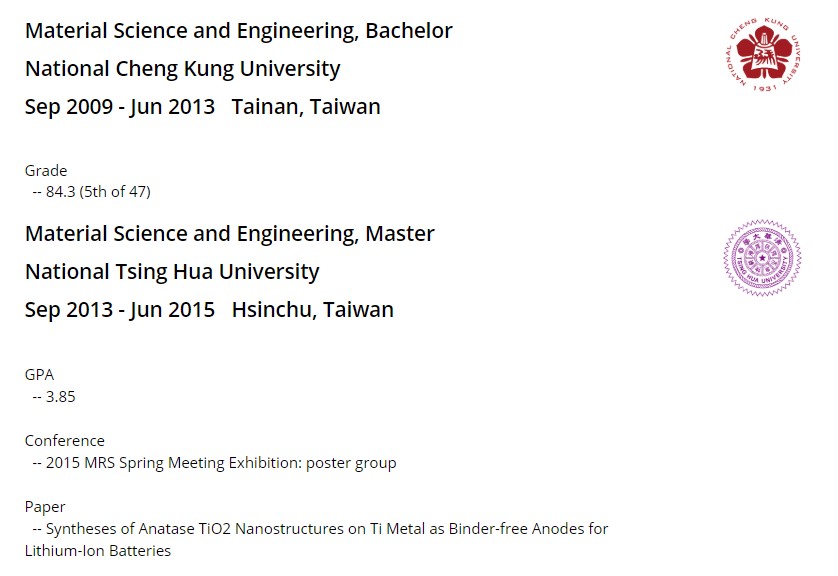 Material Science and Engineering, Bachelor
National Cheng Kung University
Sep 2009 - Jun 2013 Tainan, Taiwan
NATIONAL CHENG KUNG UNIVERSITY
1931
Grade
-- 84.3 (5th of 47)
Material Science and Engineering, Master
National Tsing Hua University
Sep 2013 - Jun 2015 Hsinchu, Taiwan
TSING HUA UNIVERSITY
GPA
-- 3.85
Conference
-- 2015 MRS Spring Meeting Exhibition: poster group
Paper
-- Syntheses of Anatase TiO2 Nanostructures on Ti Metal as Binder-free Anodes for
Lithium-Ion Batteries